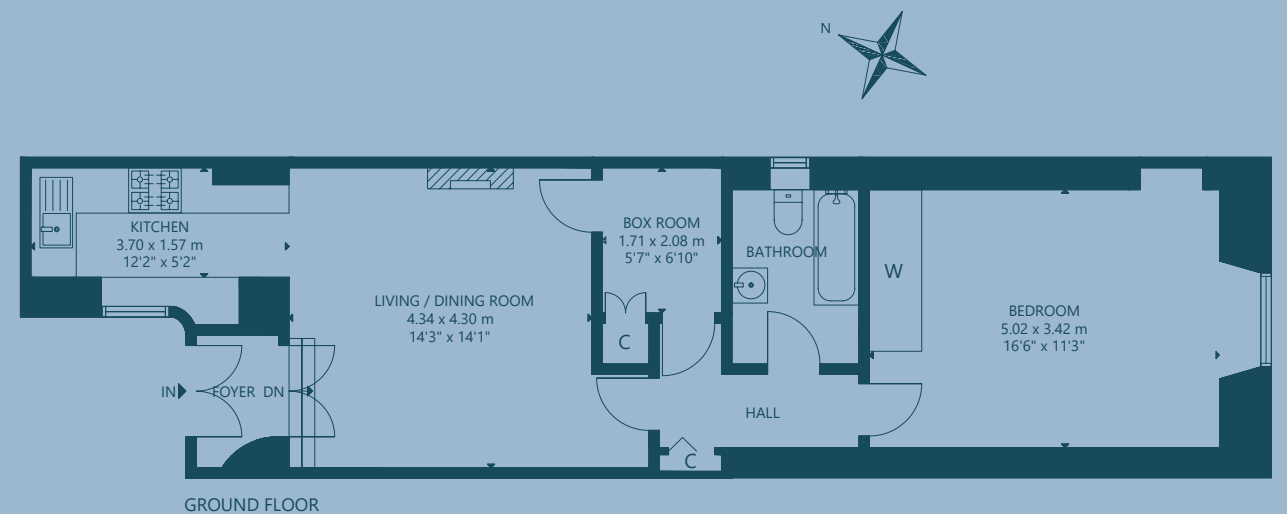 N
KITCHEN
3.70 x 1.57 m
12'2" x 5'2"
BOX ROOM
1.71 x 2.08 m
5'7" x 6'10"
BATHROOM
W
LIVING / DINING ROOM
4.34 x 4.30 m
14'3" x 14'1"
C
BEDROOM
5.02 x 3.42 m
16'6" x 11'3"
IN
FOYER
DN
HALL
C
GROUND FLOOR